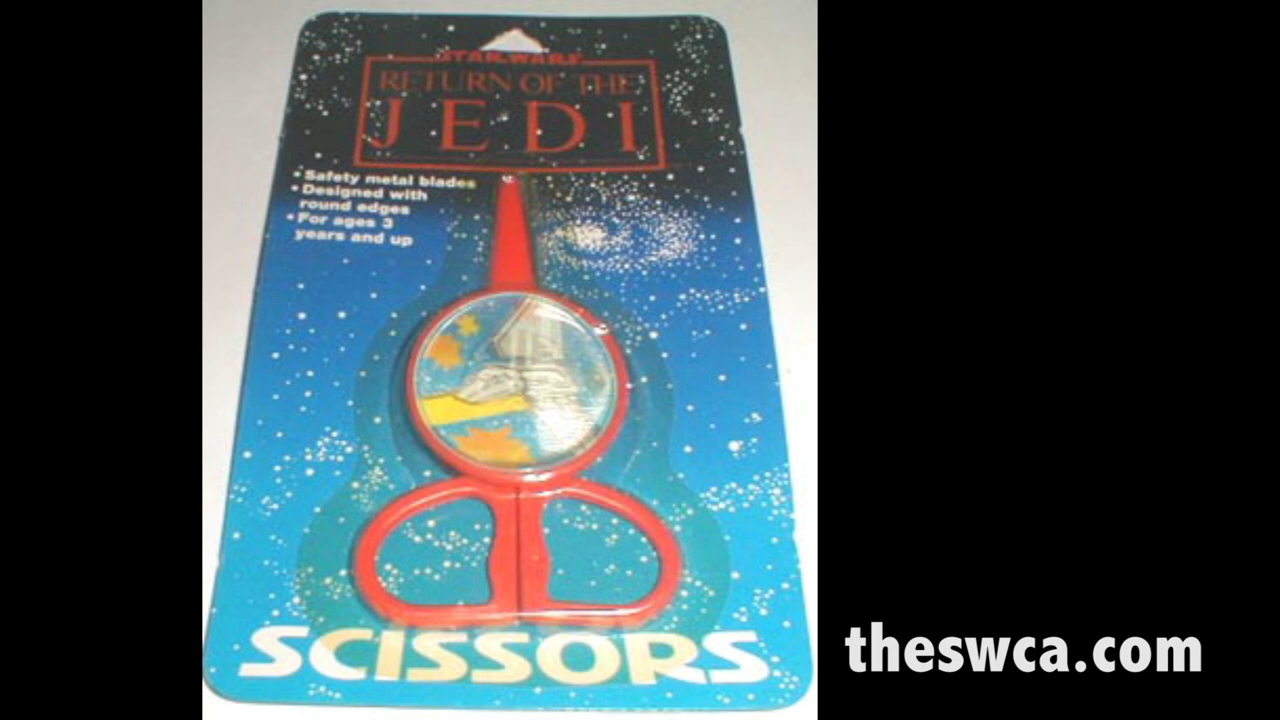 STAR WARS
RETURN OF THE
JEDI
• Safety metal blades
• Designed with
round edges
• For ages 3
years and up
SCISSORS
theswca.com